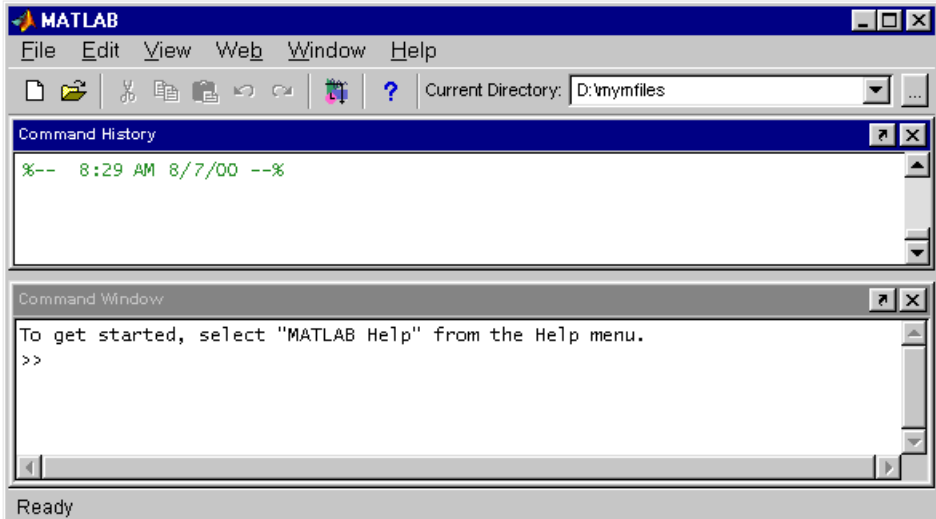 MATLAB
File Edit View Web Window Help
? Current Directory: D:\mymfiles ...
Command History
%-- 8:29 AM 8/7/00 --%
Command Window
To get started, select "MATLAB Help" from the Help menu.
>>
Ready